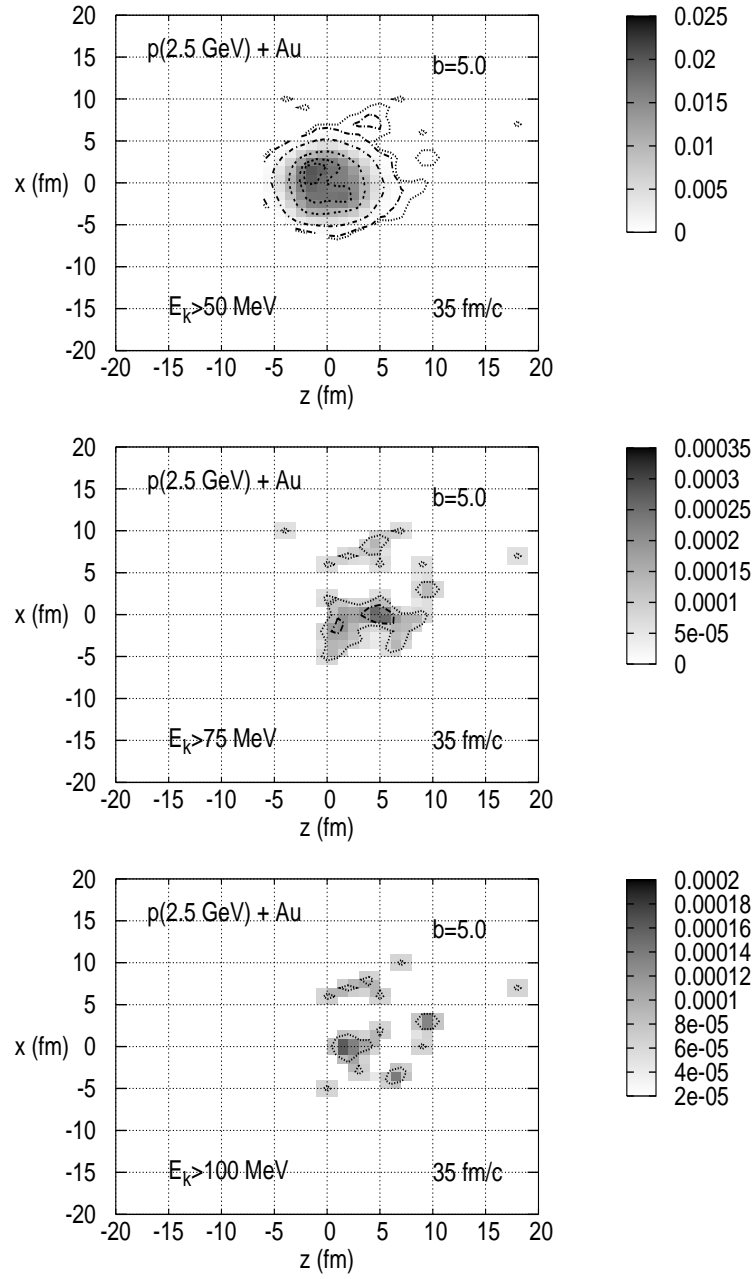 20
15
10
5
0
-5
-10
-15
-20
x (fm)
p(2.5 GeV) + Au
b=5.0
E_k>50 MeV
35 fm/c
-20 -15 -10 -5 0 5 10 15 20
z (fm)
0.025
0.02
0.015
0.01
0.005
0
20
15
10
5
0
-5
-10
-15
-20
x (fm)
p(2.5 GeV) + Au
b=5.0
E_k>75 MeV
35 fm/c
-20 -15 -10 -5 0 5 10 15 20
z (fm)
0.00035
0.0003
0.00025
0.0002
0.00015
0.0001
5e-05
0
20
15
10
5
0
-5
-10
-15
-20
x (fm)
p(2.5 GeV) + Au
b=5.0
E_k>100 MeV
35 fm/c
-20 -15 -10 -5 0 5 10 15 20
z (fm)
0.0002
0.00018
0.00016
0.00014
0.00012
0.0001
8e-05
6e-05
4e-05
2e-05